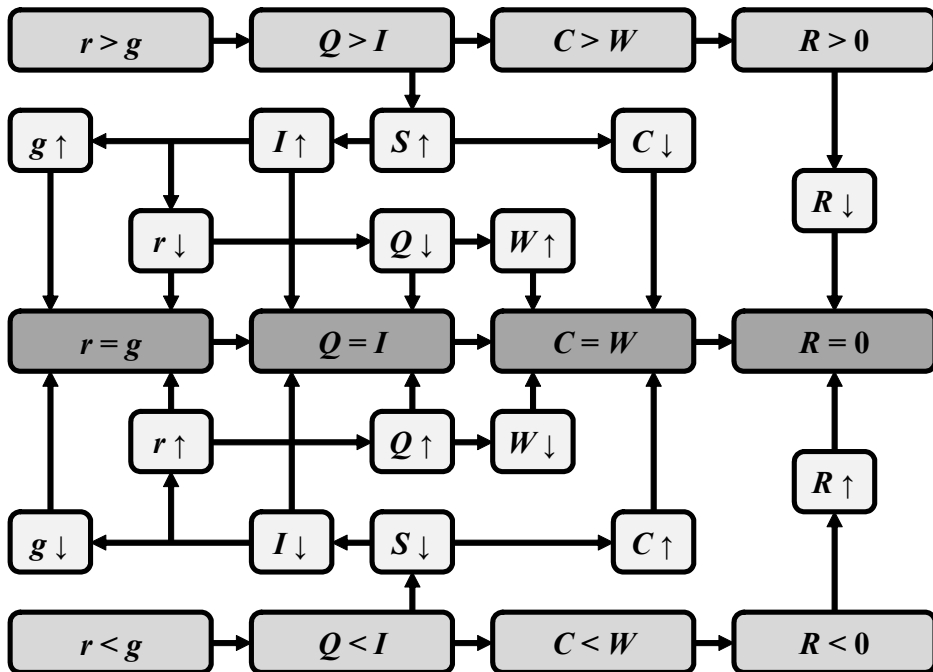 r > g
Q > I
C > W
R > 0
g ↑
I ↑
S ↑
C ↓
R ↓
r ↓
Q ↓
W ↑
r = g
Q = I
C = W
R = 0
r ↑
Q ↑
W ↓
R ↑
g ↓
I ↓
S ↓
C ↑
r < g
Q < I
C < W
R < 0